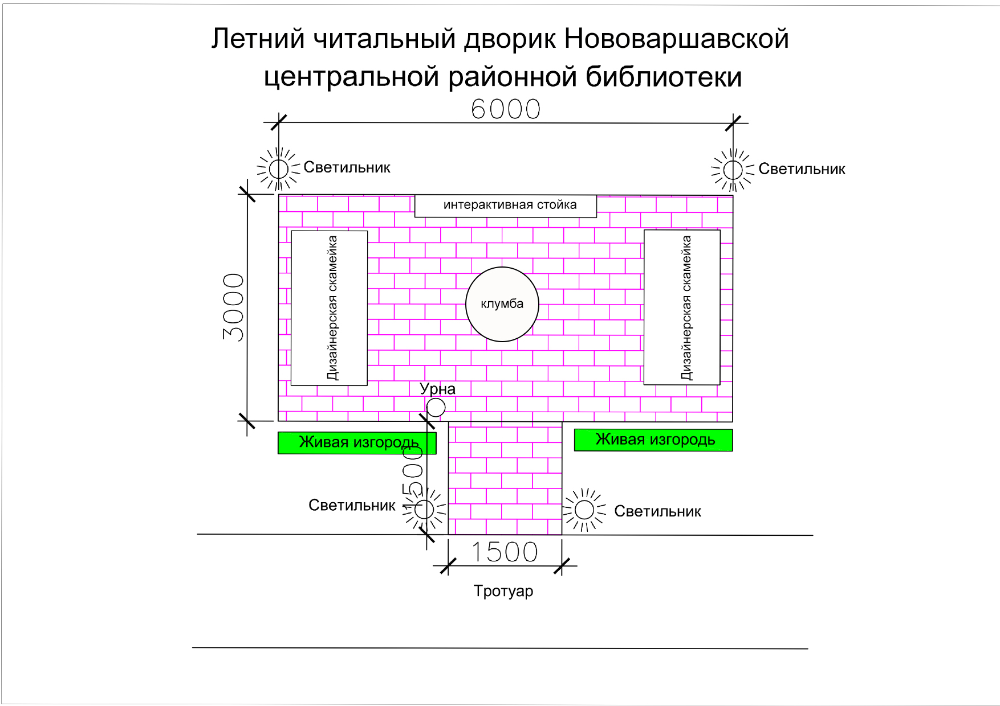 Летний читальный дворик Нововаршавской
центральной районной библиотеки
6000
Светильник
Светильник
интерактивная стойка
Дизайнерская скамейка
Дизайнерская скамейка
3000
клумба
Урна
Живая изгородь
Живая изгородь
1500
Светильник
Светильник
1500
Тротуар